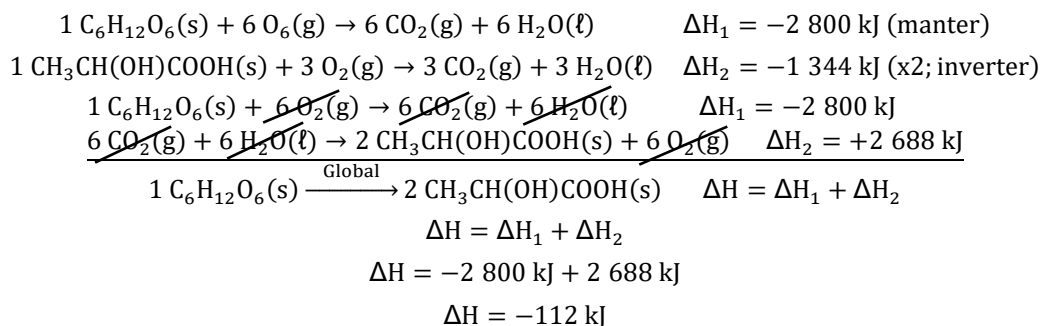 1 C₆H₁₂O₆(s) + 6 O₆(g) → 6 CO₂(g) + 6 H₂O(ℓ) ΔH₁ = −2 800 kJ (manter)
1 CH₃CH(OH)COOH(s) + 3 O₂(g) → 3 CO₂(g) + 3 H₂O(ℓ) ΔH₂ = −1 344 kJ (x2; inverter)
1 C₆H₁₂O₆(s) + 6 O₂(g) → 6 CO₂(g) + 6 H₂O(ℓ) ΔH₁ = −2 800 kJ
6 CO₂(g) + 6 H₂O(ℓ) → 2 CH₃CH(OH)COOH(s) + 6 O₂(g) ΔH₂ = +2 688 kJ
Global
1 C₆H₁₂O₆(s) → 2 CH₃CH(OH)COOH(s) ΔH = ΔH₁ + ΔH₂
ΔH = ΔH₁ + ΔH₂
ΔH = −2 800 kJ + 2 688 kJ
ΔH = −112 kJ